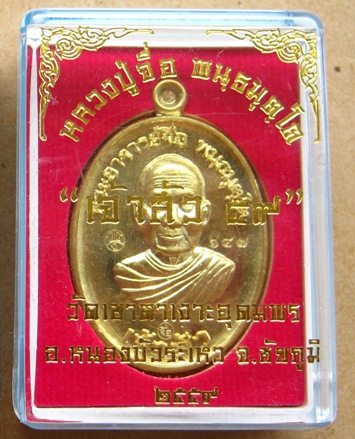 หลวงปู่จื่อ พนฺธมุตฺโต
“เจ้าสัว ๕๙”
๖๔๗
วัดเขาตาเงาะอุดมพร
อ.หนองบัวระเหว จ.ชัยภูมิ
๒๕๕๙